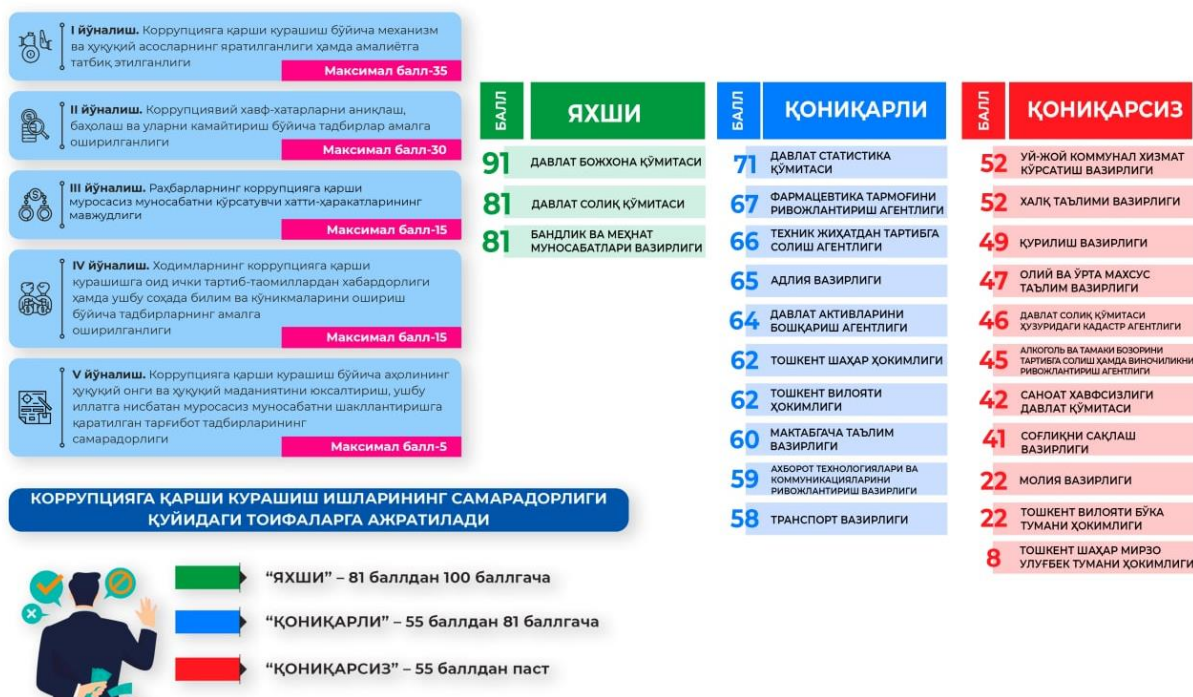 I йўналиш. Коррупцияга қарши курашиш бўйича механизм
ва ҳуқуқий асосларнинг яратилганлиги ҳамда амалиётга
татбиқ этилганлиги
Максимал балл-35
II йўналиш. Коррупциявий хавф-хатарларни аниқлаш,
баҳолаш ва уларни камайтириш бўйича тадбирлар амалга
оширилганлиги
Максимал балл-30
III йўналиш. Раҳбарларнинг коррупцияга қарши
муросасиз муносабатни кўрсатувчи хатти-ҳаракатларининг
мавжудлиги
Максимал балл-15
IV йўналиш. Ходимларнинг коррупцияга қарши
курашишга оид ички тартиб-таомиллардан хабардорлиги
ҳамда ушбу соҳада билим ва кўникмаларини ошириш
бўйича тадбирларнинг амалга
оширилганлиги
Максимал балл-15
V йўналиш. Коррупцияга қарши курашиш бўйича аҳолининг
ҳуқуқий онги ва ҳуқуқий маданиятини юксалтириш, ушбу
иллатга нисбатан муросасиз муносабатни шакллантиришга
қаратилган тарғибот тадбирларининг
самарадорлиги
Максимал балл-5
КОРРУПЦИЯГА ҚАРШИ КУРАШИШ ИШЛАРИНИНГ САМАРАДОРЛИГИ
ҚУЙИДАГИ ТОИФАЛАРГА АЖРАТИЛАДИ
“ЯХШИ” – 81 баллдан 100 баллгача
“ҚОНИҚАРЛИ” – 55 баллдан 81 баллгача
“ҚОНИҚАРСИЗ” – 55 баллдан паст
БАЛЛ ЯХШИ
91 ДАВЛАТ БОЖХОНА ҚЎМИТАСИ
81 ДАВЛАТ СОЛИҚ ҚЎМИТАСИ
81 БАНДЛИК ВА МЕҲНАТ
МУНОСАБАТЛАРИ ВАЗИРЛИГИ
БАЛЛ ҚОНИҚАРЛИ
71 ДАВЛАТ СТАТИСТИКА
ҚЎМИТАСИ
67 ФАРМАЦЕВТИКА ТАРМОҒИНИ
РИВОЖЛАНТИРИШ АГЕНТЛИГИ
66 ТЕХНИК ЖИҲАТДАН ТАРТИБГА
СОЛИШ АГЕНТЛИГИ
65 АДЛИЯ ВАЗИРЛИГИ
64 ДАВЛАТ АКТИВЛАРИНИ
БОШҚАРИШ АГЕНТЛИГИ
62 ТОШКЕНТ ШАҲАР ҲОКИМЛИГИ
62 ТОШКЕНТ ВИЛОЯТИ
ҲОКИМЛИГИ
60 МАКТАБГАЧА ТАЪЛИМ
ВАЗИРЛИГИ
59 АХБОРОТ ТЕХНОЛОГИЯЛАРИ ВА
КОММУНИКАЦИЯЛАРИНИ
РИВОЖЛАНТИРИШ ВАЗИРЛИГИ
58 ТРАНСПОРТ ВАЗИРЛИГИ
БАЛЛ ҚОНИҚАРСИЗ
52 УЙ-ЖОЙ КОММУНАЛ ХИЗМАТ
КЎРСАТИШ ВАЗИРЛИГИ
52 ХАЛҚ ТАЪЛИМИ ВАЗИРЛИГИ
49 ҚУРИЛИШ ВАЗИРЛИГИ
47 ОЛИЙ ВА ЎРТА МАХСУС
ТАЪЛИМ ВАЗИРЛИГИ
46 ДАВЛАТ СОЛИҚ ҚЎМИТАСИ
ҲУЗУРИДАГИ КАДАСТР АГЕНТЛИГИ
45 АЛКОГОЛЬ ВА ТАМАКИ БОЗОРИНИ
ТАРТИБГА СОЛИШ ҲАМДА ВИНОЧИЛИКНИ
РИВОЖЛАНТИРИШ АГЕНТЛИГИ
42 САНОАТ ХАВФСИЗЛИГИ
ДАВЛАТ ҚЎМИТАСИ
41 СОҒЛИҚНИ САҚЛАШ
ВАЗИРЛИГИ
22 МОЛИЯ ВАЗИРЛИГИ
22 ТОШКЕНТ ВИЛОЯТИ БЎКА
ТУМАНИ ҲОКИМЛИГИ
8 ТОШКЕНТ ШАҲАР МИРЗО
УЛУҒБЕК ТУМАНИ ҲОКИМЛИГИ